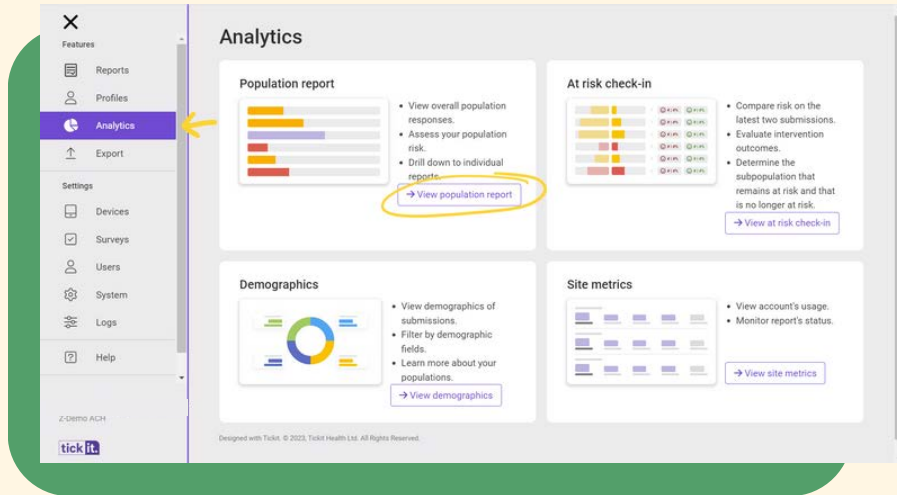 Features
Reports
Profiles
Analytics
Export
Settings
Devices
Surveys
Users
System
Logs
Help
Z-Demo ACH
tick it.
Analytics
Population report
• View overall population
responses.
• Assess your population
risk.
• Drill down to individual
reports.
→ View population report
At risk check-in
• Compare risk on the
latest two submissions.
• Evaluate intervention
outcomes.
• Determine the
subpopulation that
remains at risk and that
is no longer at risk.
→ View at risk check-in
Demographics
• View demographics of
submissions.
• Filter by demographic
fields.
• Learn more about your
populations.
→ View demographics
Site metrics
• View account's usage.
• Monitor report's status.
→ View site metrics
Designed with Tickit. © 2023, Tickit Health Ltd. All Rights Reserved.